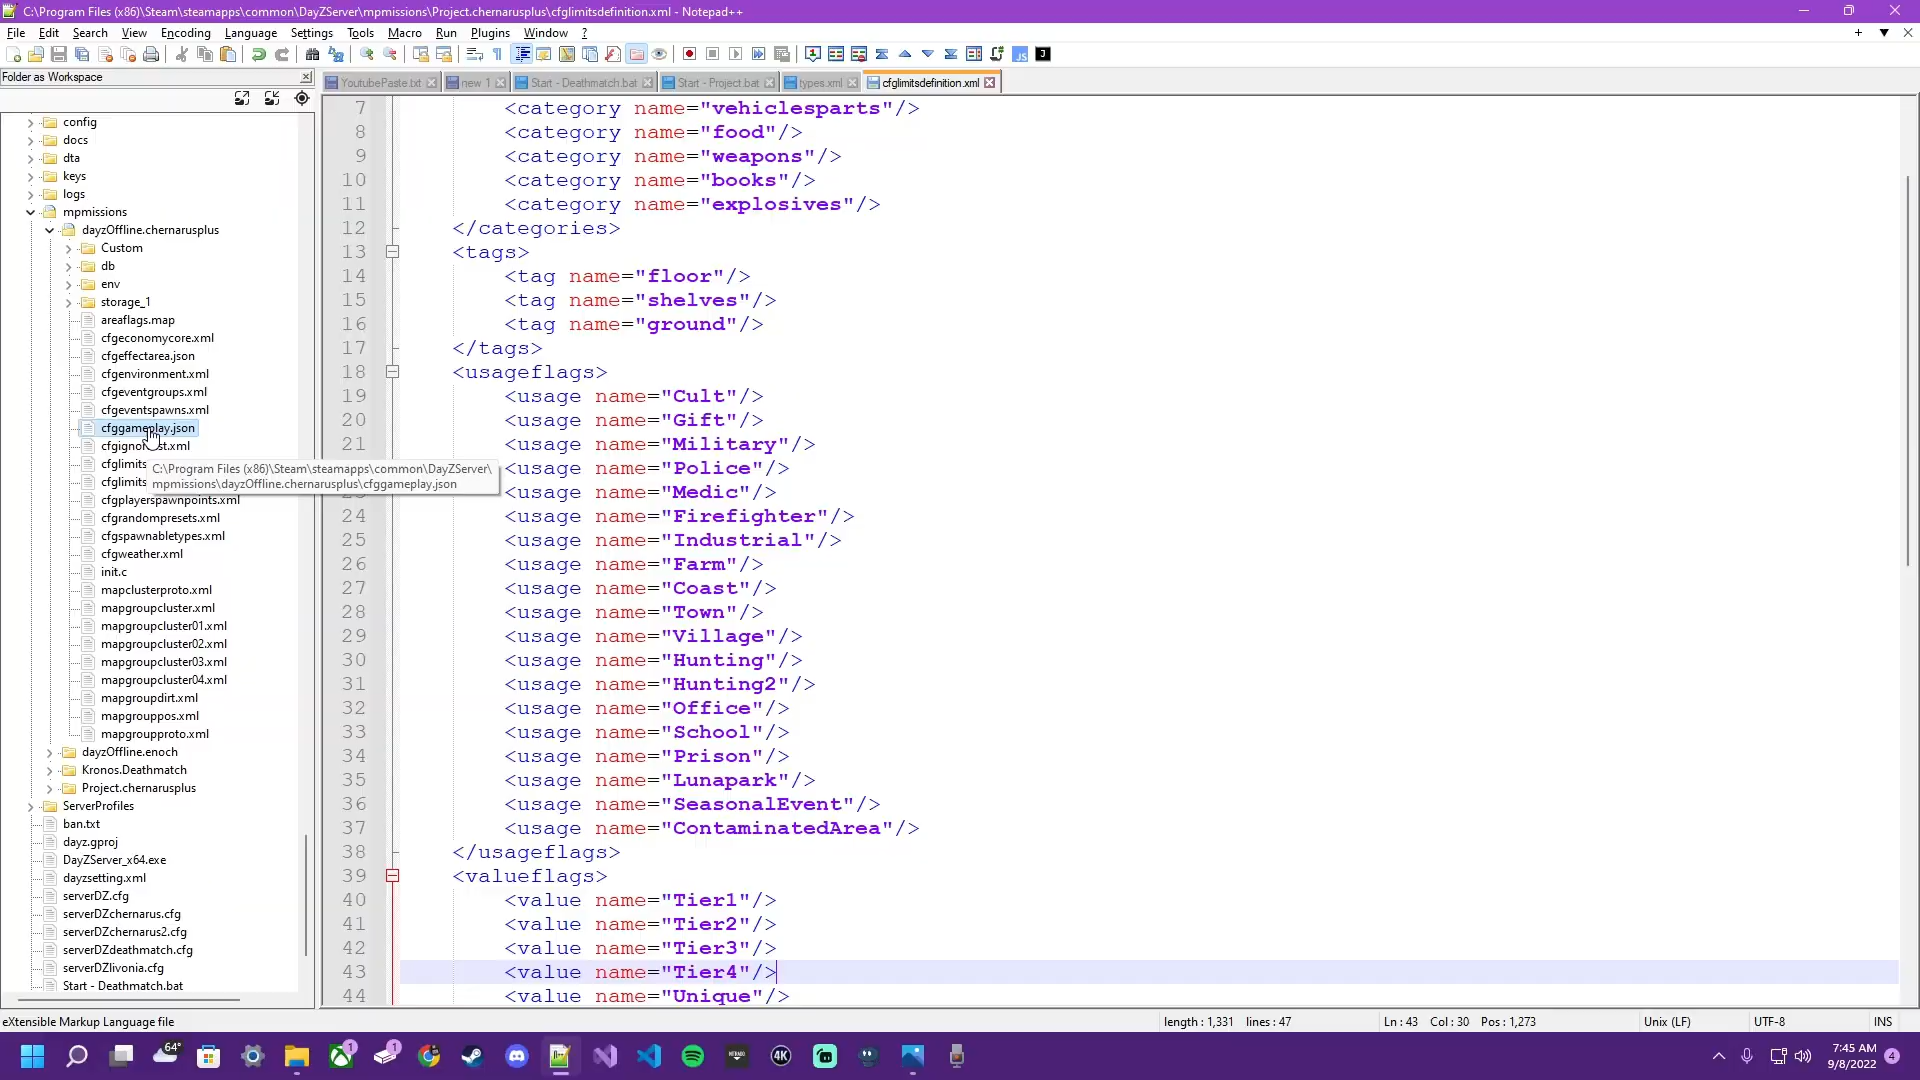 C:\Program Files (x86)\Steam\steamapps\common\DayZServer\mpmissions\Project.chernarusplus\cfglimitsdefinition.xml - Notepad++
File Edit Search View Encoding Language Settings Tools Macro Run Plugins Window ?
Folder as Workspace
YoutubePaste.txt new 1 Start - Deathmatch.bat Start - Project.bat types.xml cfglimitsdefinition.xml
config
docs
dta
keys
logs
mpmissions
dayzOffline.chernarusplus
Custom
db
env
storage_1
areaflags.map
cfgeconomycore.xml
cfgeffectarea.json
cfgenvironment.xml
cfgeventgroups.xml
cfgeventspawns.xml
cfggameplay.json
cfglimits
cfglimits
C:\Program Files (x86)\Steam\steamapps\common\DayZServer\
mpmissions\dayzOffline.chernarusplus\cfggameplay.json
cfgplayerspawnpoints.xml
cfgrandompresets.xml
cfgspawnabletypes.xml
cfgweather.xml
init.c
mapclusterproto.xml
mapgroupcluster.xml
mapgroupcluster01.xml
mapgroupcluster02.xml
mapgroupcluster03.xml
mapgroupcluster04.xml
mapgroupdirt.xml
mapgrouppos.xml
mapgroupproto.xml
dayzOffline.enoch
Kronos.Deathmatch
Project.chernarusplus
ServerProfiles
ban.txt
dayz.gproj
DayZServer_x64.exe
dayzsetting.xml
serverDZ.cfg
serverDZchernarus.cfg
serverDZchernarus2.cfg
serverDZdeathmatch.cfg
serverDZlivonia.cfg
Start - Deathmatch.bat
7 <category name="vehiclesparts"/>
8 <category name="food"/>
9 <category name="weapons"/>
10 <category name="books"/>
11 <category name="explosives"/>
12 </categories>
13 <tags>
14 <tag name="floor"/>
15 <tag name="shelves"/>
16 <tag name="ground"/>
17 </tags>
18 <usageflags>
19 <usage name="Cult"/>
20 <usage name="Gift"/>
21 <usage name="Military"/>
<usage name="Police"/>
<usage name="Medic"/>
24 <usage name="Firefighter"/>
25 <usage name="Industrial"/>
26 <usage name="Farm"/>
27 <usage name="Coast"/>
28 <usage name="Town"/>
29 <usage name="Village"/>
30 <usage name="Hunting"/>
31 <usage name="Hunting2"/>
32 <usage name="Office"/>
33 <usage name="School"/>
34 <usage name="Prison"/>
35 <usage name="Lunapark"/>
36 <usage name="SeasonalEvent"/>
37 <usage name="ContaminatedArea"/>
38 </usageflags>
39 <valueflags>
40 <value name="Tier1"/>
41 <value name="Tier2"/>
42 <value name="Tier3"/>
43 <value name="Tier4"/>
44 <value name="Unique"/>
eXtensible Markup Language file length : 1,331 lines : 47 Ln : 43 Col : 30 Pos : 1,273 Unix (LF) UTF-8 INS
64° 1 1 4K 7:45 AM
9/8/2022 4